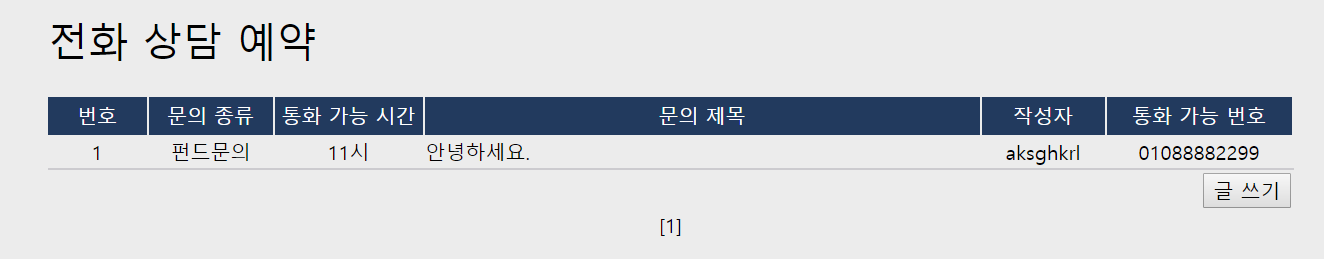 전화 상담 예약
번호 문의 종류 통화 가능 시간 문의 제목 작성자 통화 가능 번호
1 펀드문의 11시 안녕하세요. aksghkrl 01088882299
글 쓰기
[1]